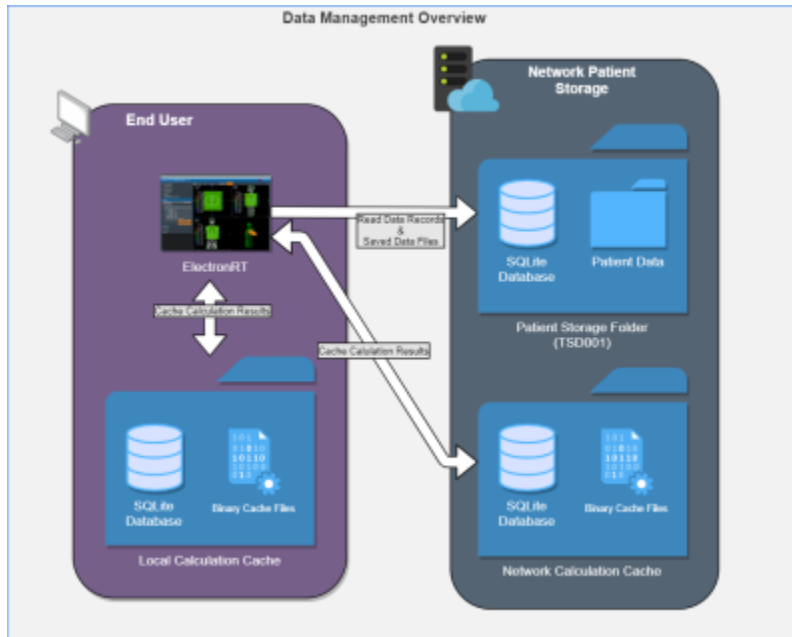 Data Management Overview
Network Patient
Storage
End User
Read Data Records
&
Saved Data Files
ElectronRT
SQLite
Database
Patient Data
Cache Calculation Results
Patient Storage Folder
(TSD001)
Cache Calulation Results
SQLite
Database
Binary Cache Files
SQLite
Database
Binary Cache Files
Local Calculation Cache
Network Calculation Cache